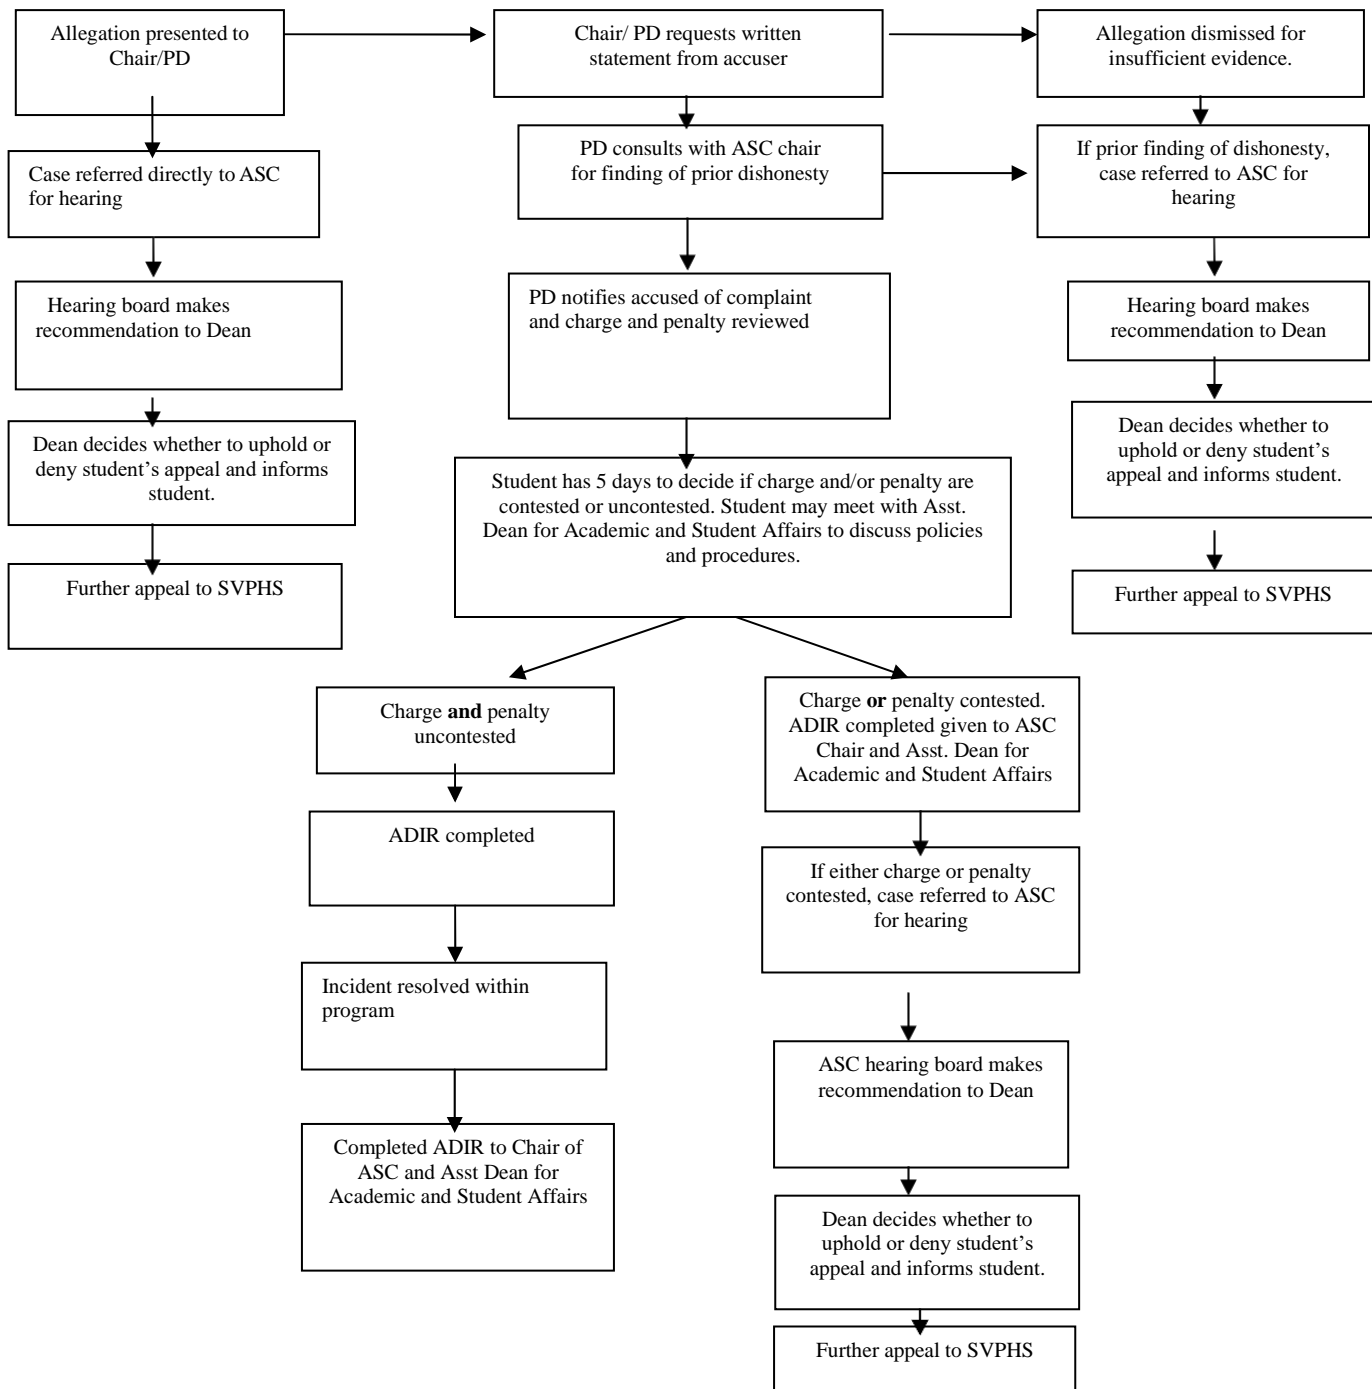 Allegation presented to
Chair/PD
Chair/ PD requests written
statement from accuser
Allegation dismissed for
insufficient evidence.
Case referred directly to ASC
for hearing
PD consults with ASC chair
for finding of prior dishonesty
If prior finding of dishonesty,
case referred to ASC for
hearing
Hearing board makes
recommendation to Dean
PD notifies accused of complaint
and charge and penalty reviewed
Hearing board makes
recommendation to Dean
Dean decides whether to uphold or
deny student’s appeal and informs
student.
Student has 5 days to decide if charge and/or penalty are
contested or uncontested. Student may meet with Asst.
Dean for Academic and Student Affairs to discuss policies
and procedures.
Dean decides whether to
uphold or deny student’s
appeal and informs student.
Further appeal to SVPHS
Further appeal to SVPHS
Charge and penalty
uncontested
Charge or penalty contested.
ADIR completed given to ASC
Chair and Asst. Dean for
Academic and Student Affairs
ADIR completed
If either charge or penalty
contested, case referred to ASC
for hearing
Incident resolved within
program
ASC hearing board makes
recommendation to Dean
Completed ADIR to Chair of
ASC and Asst Dean for
Academic and Student Affairs
Dean decides whether to
uphold or deny student’s
appeal and informs student.
Further appeal to SVPHS